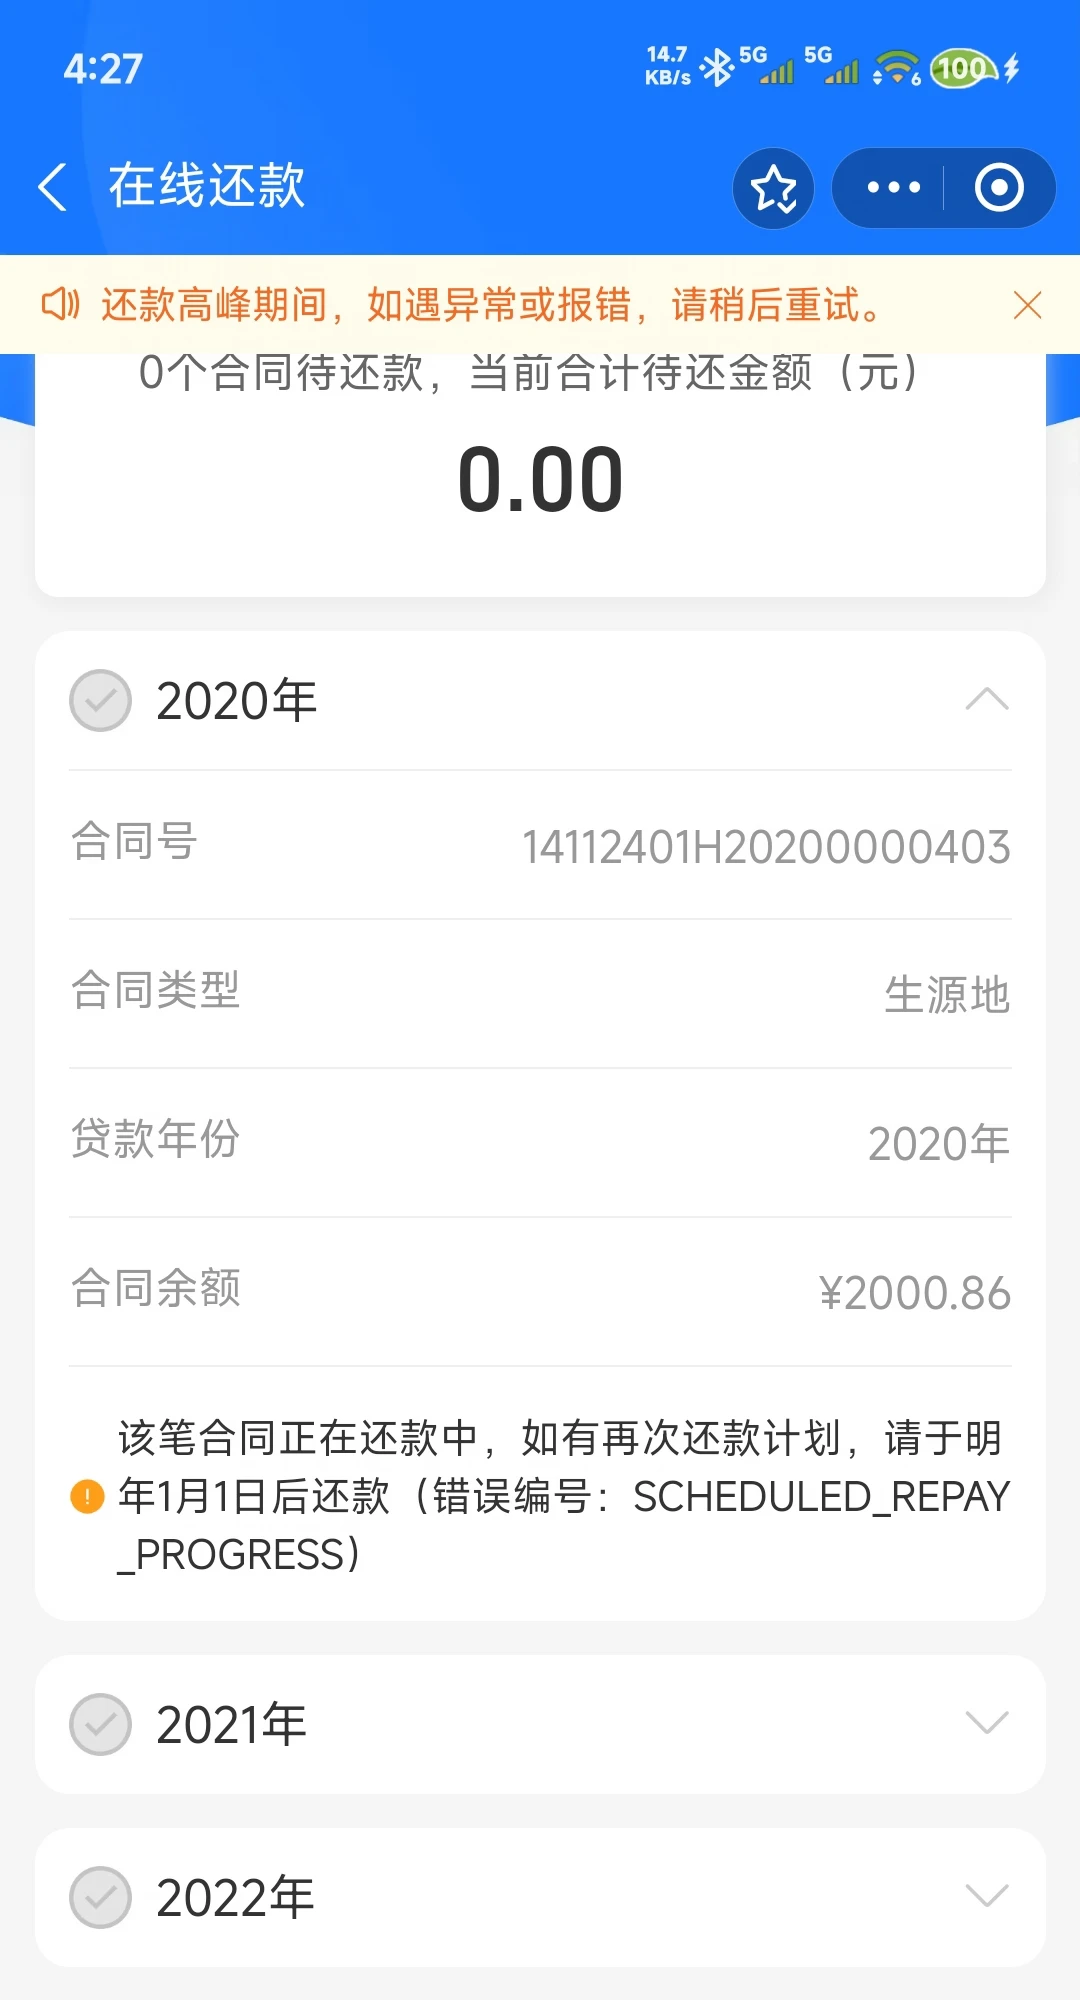 4:27
14.7
KB/s
5G
5G
6
100
在线还款
还款高峰期间，如遇异常或报错，请稍后重试。
0个合同待还款，当前合计待还金额（元）
0.00
2020年
合同号
14112401H20200000403
合同类型
生源地
贷款年份
2020年
合同余额
¥2000.86
该笔合同正在还款中，如有再次还款计划，请于明
年1月1日后还款（错误编号：SCHEDULED_REPAY
_PROGRESS）
2021年
2022年